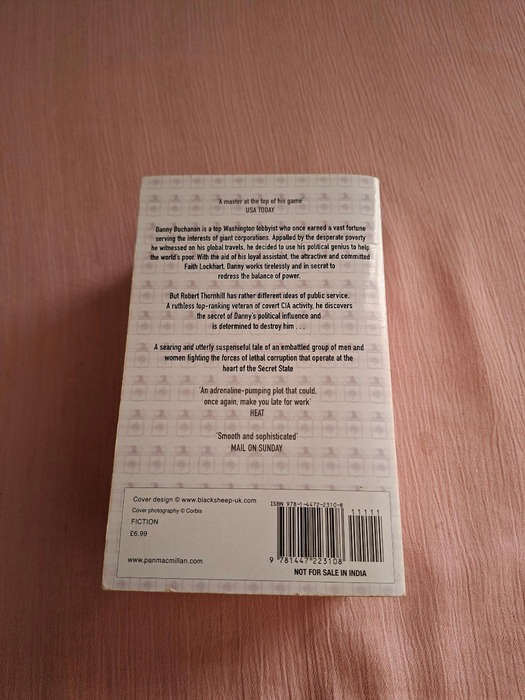 'A master at the top of his game'
USA TODAY
Danny Buchanan is a top Washington lobbyist who once earned a vast fortune
serving the interests of giant corporations. Appalled by the desperate poverty
he witnessed on his global travels, he decided to use his political genius to help
the world's poor. With the aid of his loyal assistant, the attractive and committed
Faith Lockhart, Danny works tirelessly and in secret to
redress the balance of power.
But Robert Thornhill has rather different ideas of public service.
A ruthless top-ranking veteran of covert CIA activity, he discovers
the secret of Danny's political influence and
is determined to destroy him . . .
A searing and utterly suspenseful tale of an embattled group of men and
women fighting the forces of lethal corruption that operate at the
heart of the Secret State
'An adrenaline-pumping plot that could,
once again, make you late for work'
HEAT
'Smooth and sophisticated'
MAIL ON SUNDAY
Cover design © www.blacksheep-uk.com
Cover photography © Corbis
FICTION
£6.99
www.panmacmillan.com
ISBN 978-1-4472-2310-8
11111
9 781447 223108
NOT FOR SALE IN INDIA